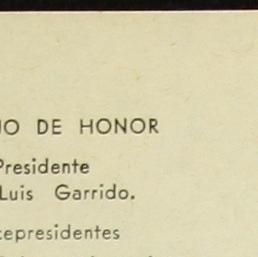 JO DE HONOR
Presidente
Luis Garrido.
cepresidentes